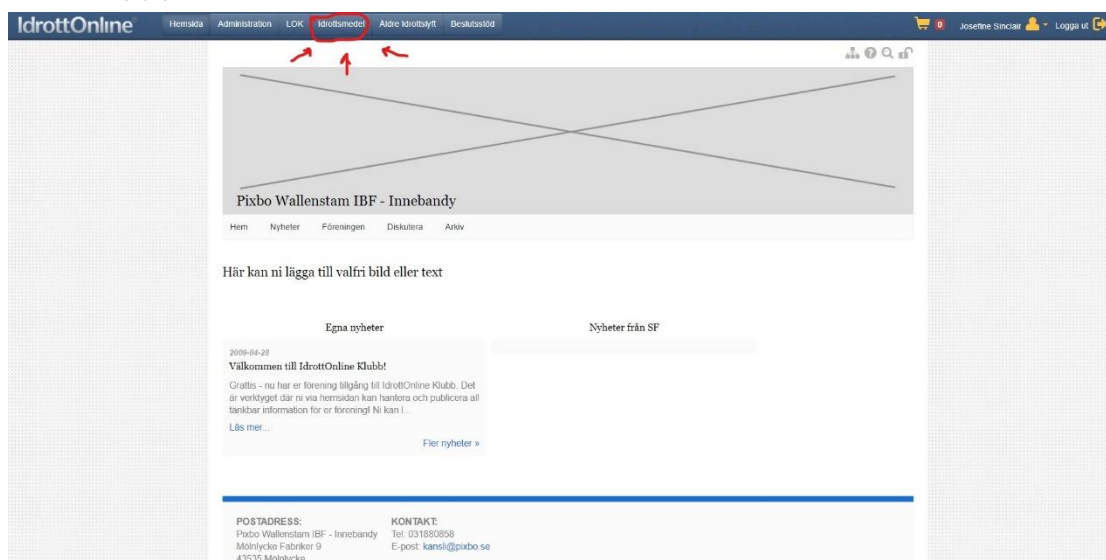 IdrottOnline
Hemsida Administration LOK Idrottsmedel Äldre Idrottslyft Beslutsstöd
0 Josefine Sinclair Logga ut
Pixbo Wallenstam IBF - Innebandy
Hem Nyheter Föreningen Diskutera Arkiv
Här kan ni lägga till valfri bild eller text
Egna nyheter
Nyheter från SF
2009-04-28
Välkommen till IdrottOnline Klubb!
Grattis - nu har er förening tillgång till IdrottOnline Klubb. Det
är verktyget där ni via hemsidan kan hantera och publicera all
tänkbar information för er förening! Ni kan l...
Läs mer...
Fler nyheter »
POSTADRESS:
Pixbo Wallenstam IBF - Innebandy
Mölnlycke Fabriker 9
43535 Mölnlycke
KONTAKT:
Tel: 031880858
E-post: kansli@pixbo.se